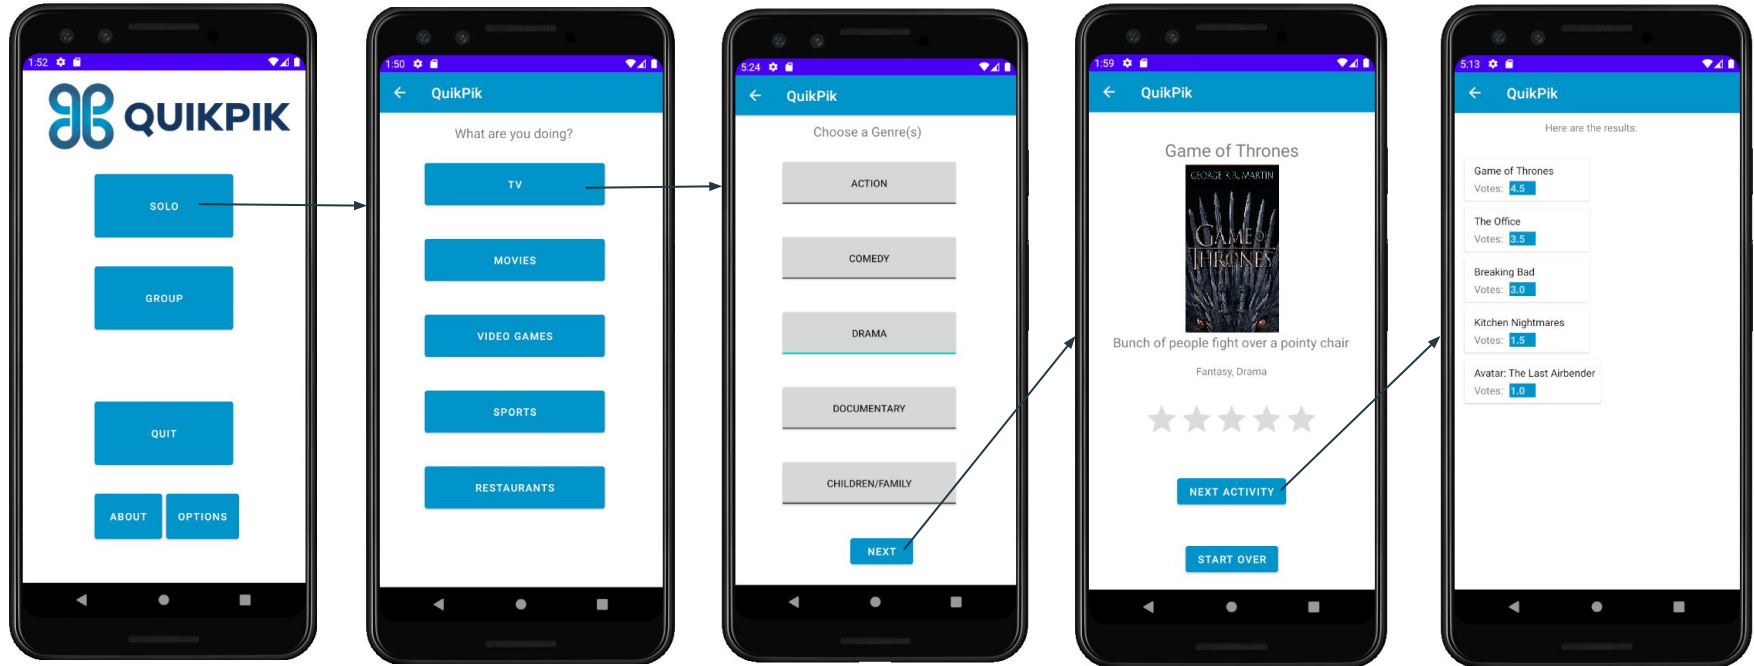 1:52
QUIKPIK
SOLO
GROUP
QUIT
ABOUT
OPTIONS
1:50
QuikPik
What are you doing?
TV
MOVIES
VIDEO GAMES
SPORTS
RESTAURANTS
5:24
QuikPik
Choose a Genre(s)
ACTION
COMEDY
DRAMA
DOCUMENTARY
CHILDREN/FAMILY
NEXT
1:59
QuikPik
Game of Thrones
GEORGE R.R. MARTIN
GAME OF
THRONES
Bunch of people fight over a pointy chair
Fantasy, Drama
NEXT ACTIVITY
START OVER
5:13
QuikPik
Here are the results:
Game of Thrones
Votes: 4.5
The Office
Votes: 3.5
Breaking Bad
Votes: 3.0
Kitchen Nightmares
Votes: 1.5
Avatar: The Last Airbender
Votes: 1.0